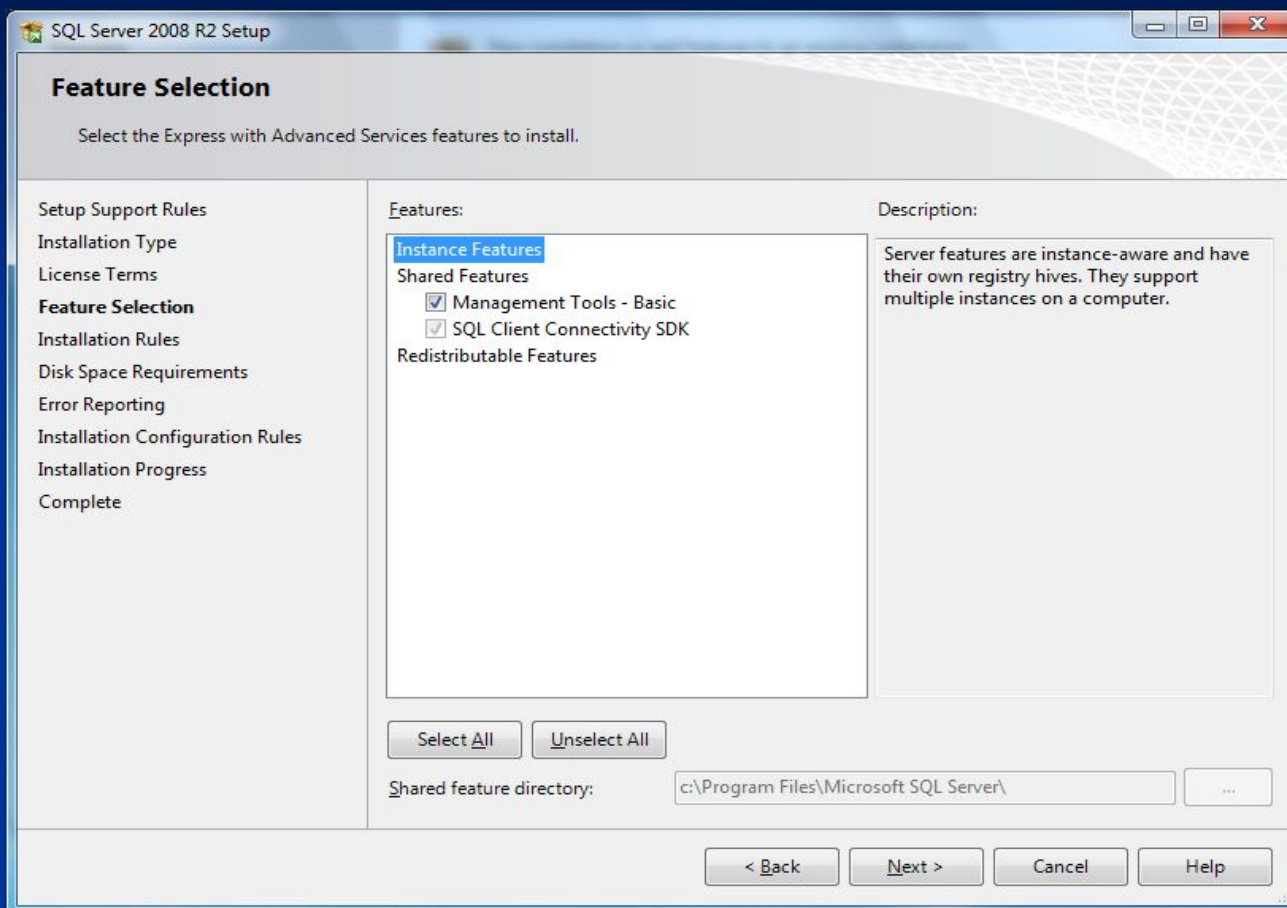 SQL Server 2008 R2 Setup
Feature Selection
Select the Express with Advanced Services features to install.
Setup Support Rules
Installation Type
License Terms
Feature Selection
Installation Rules
Disk Space Requirements
Error Reporting
Installation Configuration Rules
Installation Progress
Complete
Features:
Instance Features
Shared Features
Management Tools - Basic
SQL Client Connectivity SDK
Redistributable Features
Description:
Server features are instance-aware and have
their own registry hives. They support
multiple instances on a computer.
Select All
Unselect All
Shared feature directory:
c:\Program Files\Microsoft SQL Server\
...
< Back
Next >
Cancel
Help